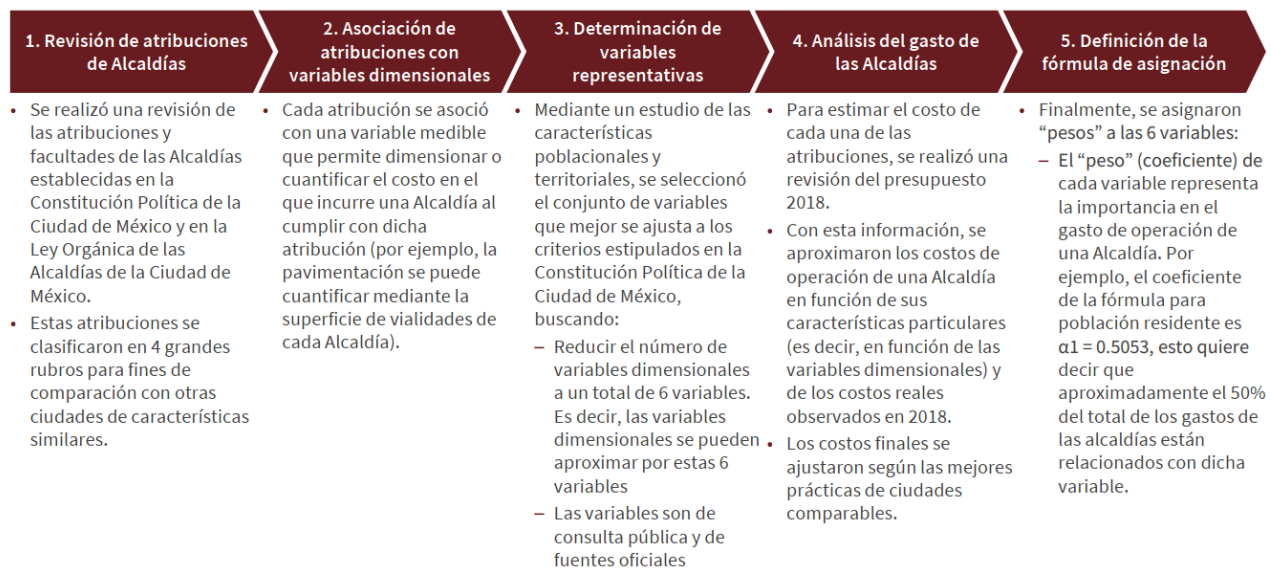 1. Revisión de atribuciones
de Alcaldías
2. Asociación de
atribuciones con
variables dimensionales
3. Determinación de
variables
representativas
4. Análisis del gasto de
las Alcaldías
5. Definición de la
fórmula de asignación
• Se realizó una revisión de
las atribuciones y
facultades de las Alcaldías
establecidas en la
Constitución Política de la
Ciudad de México y en la
Ley Orgánica de las
Alcaldías de la Ciudad de
México.
• Estas atribuciones se
clasificaron en 4 grandes
rubros para fines de
comparación con otras
ciudades de características
similares.
• Cada atribución se asoció
con una variable medible
que permite dimensionar o
cuantificar el costo en el
que incurre una Alcaldía al
cumplir con dicha
atribución (por ejemplo, la
pavimentación se puede
cuantificar mediante la
superficie de vialidades de
cada Alcaldía).
• Mediante un estudio de las
características
poblacionales y
territoriales, se seleccionó
el conjunto de variables
que mejor se ajusta a los
criterios estipulados en la
Constitución Política de la
Ciudad de México,
buscando:
– Reducir el número de
variables dimensionales
a un total de 6 variables.
Es decir, las variables
dimensionales se pueden
aproximar por estas 6
variables
– Las variables son de
consulta pública y de
fuentes oficiales
• Para estimar el costo de
cada una de las
atribuciones, se realizó una
revisión del presupuesto
2018.
• Con esta información, se
aproximaron los costos de
operación de una Alcaldía
en función de sus
características particulares
(es decir, en función de las
variables dimensionales) y
de los costos reales
observados en 2018.
• Los costos finales se
ajustaron según las mejores
prácticas de ciudades
comparables.
• Finalmente, se asignaron
“pesos” a las 6 variables:
– El “peso” (coeficiente) de
cada variable representa
la importancia en el
gasto de operación de
una Alcaldía. Por
ejemplo, el coeficiente
de la fórmula para
población residente es
α1 = 0.5053, esto quiere
decir que
aproximadamente el 50%
del total de los gastos de
las alcaldías están
relacionados con dicha
variable.